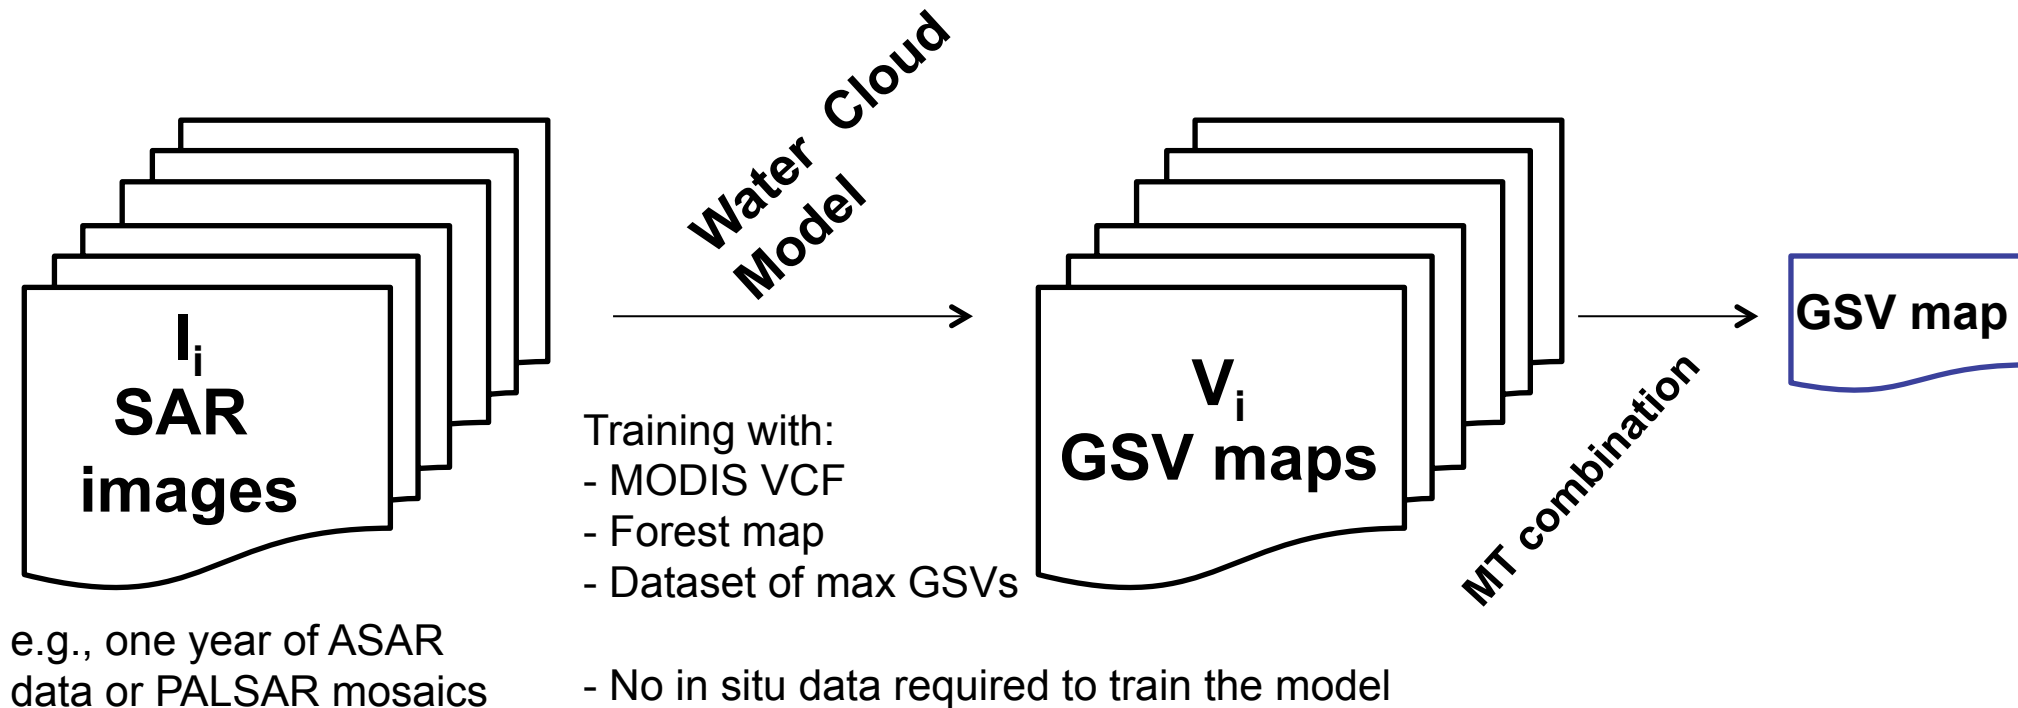 I_i
SAR
images
e.g., one year of ASAR
data or PALSAR mosaics
Water Cloud
Model
Training with:
- MODIS VCF
- Forest map
- Dataset of max GSVs
- No in situ data required to train the model
V_i
GSV maps
MT combination
GSV map